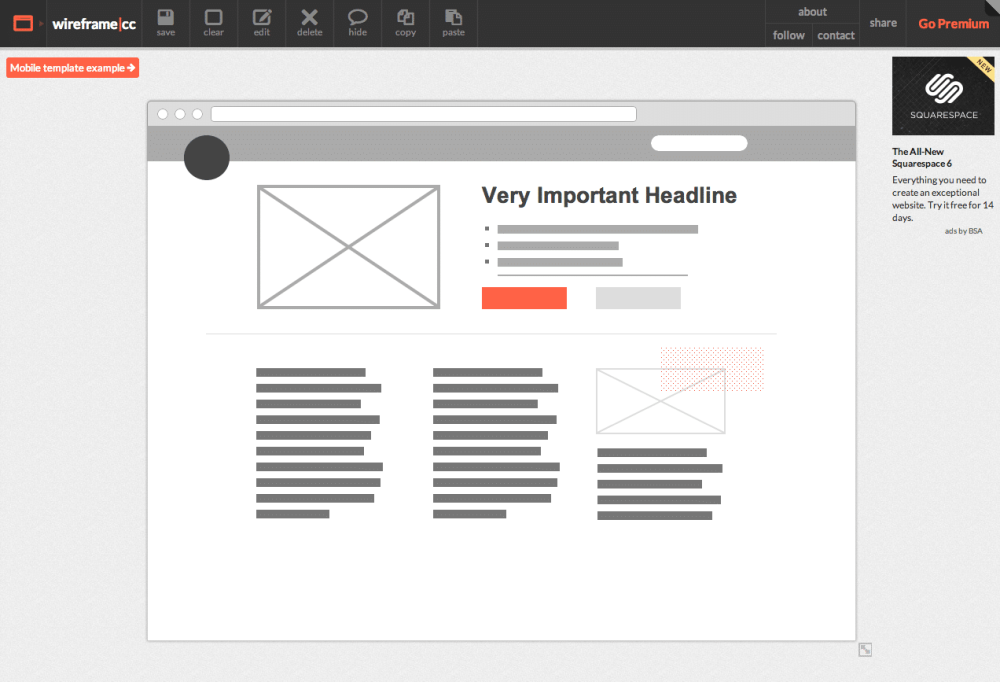 wireframe|cc
save
clear
edit
delete
hide
copy
paste
about
follow
contact
share
Go Premium
Mobile template example
NEW
SQUARESPACE
The All-New
Squarespace 6
Everything you need to
create an exceptional
website. Try it free for 14
days.
ads by BSA
Very Important Headline